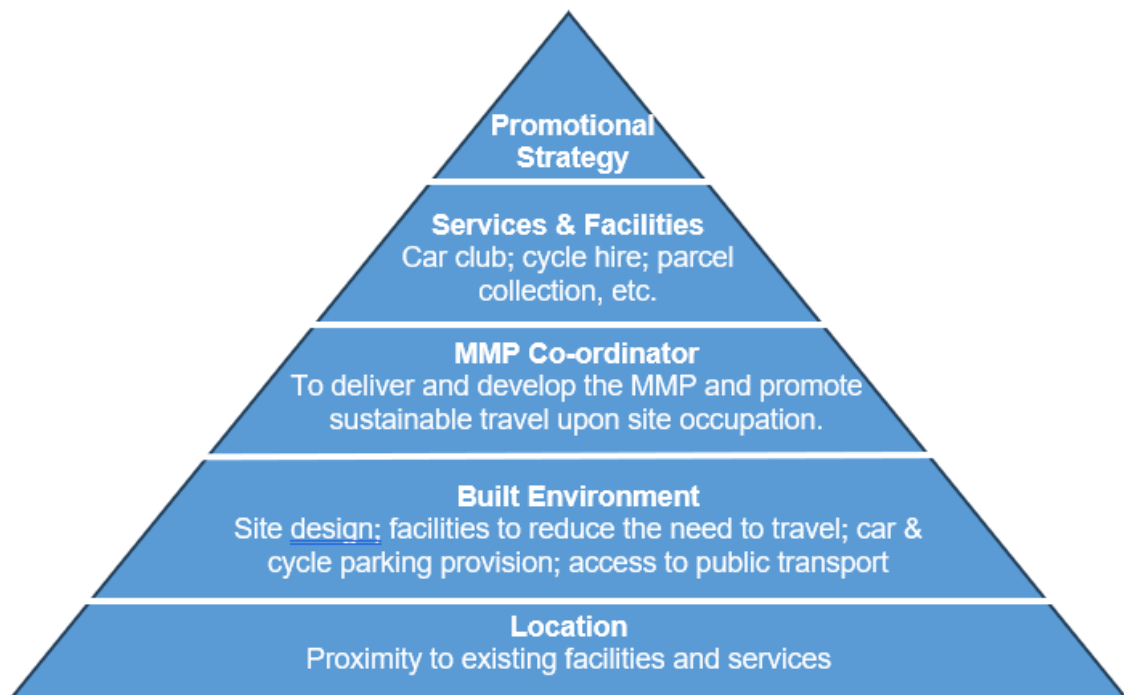 Promotional
Strategy
Services & Facilities
Car club; cycle hire; parcel
collection, etc.
MMP Co-ordinator
To deliver and develop the MMP and promote
sustainable travel upon site occupation.
Built Environment
Site design; facilities to reduce the need to travel; car &
cycle parking provision; access to public transport
Location
Proximity to existing facilities and services